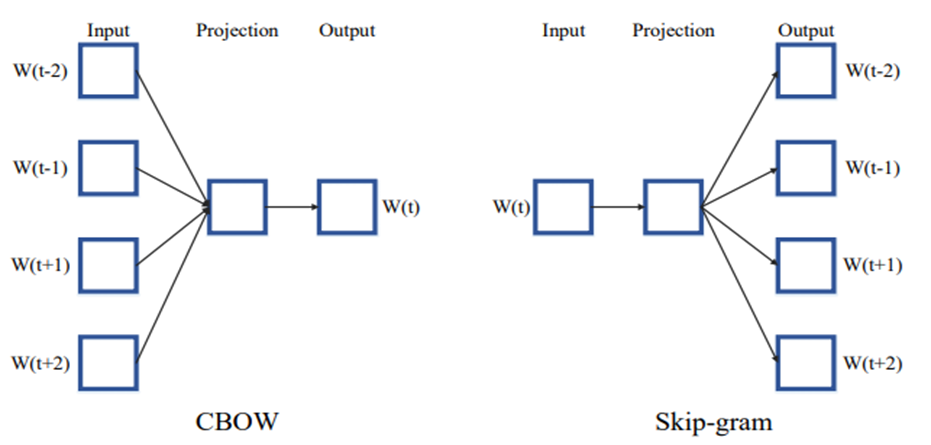 Input Projection Output
W(t-2)
W(t-1)
W(t)
W(t+1)
W(t+2)
CBOW
Input Projection Output
W(t-2)
W(t-1)
W(t)
W(t+1)
W(t+2)
Skip-gram